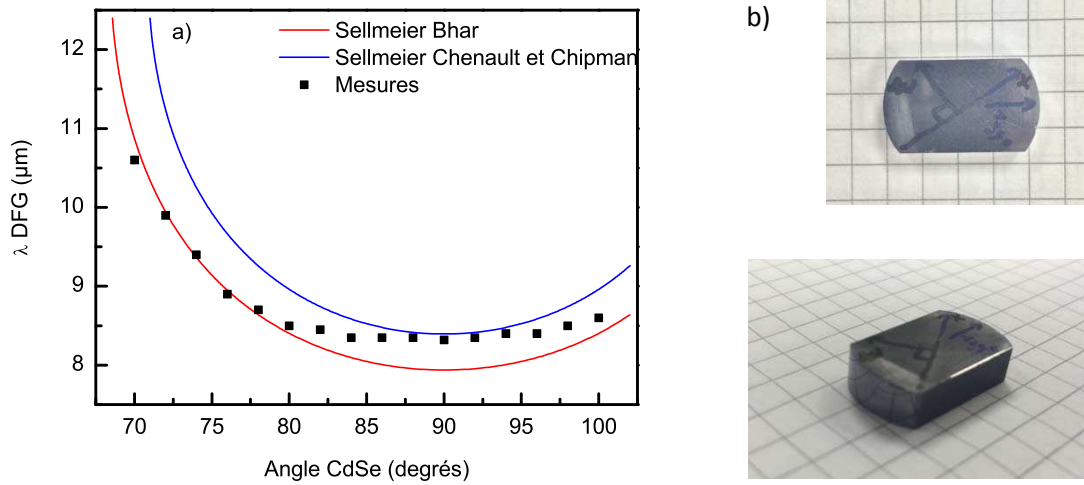 a)
Sellmeier Bhar
Sellmeier Chenault et Chipman
Mesures
λ DFG (µm)
12
11
10
9
8
70
75
80
85
90
95
100
Angle CdSe (degrés)
b)